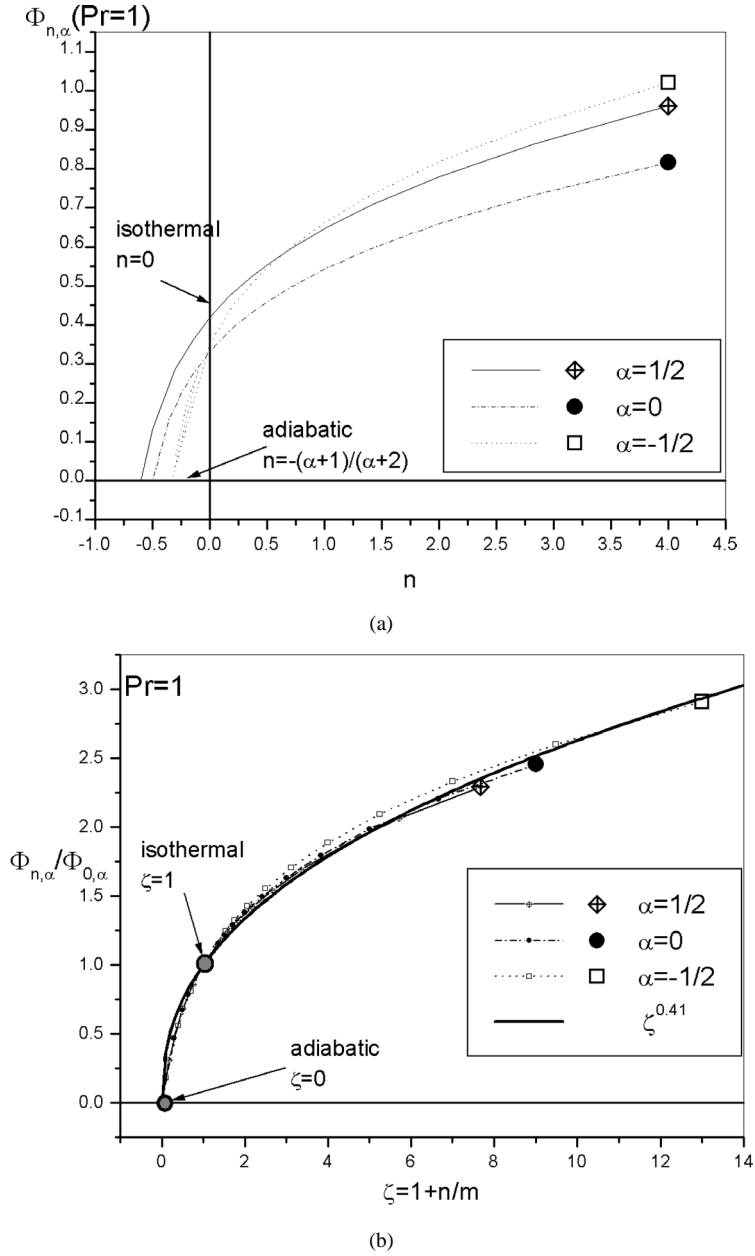 Φn,α(Pr=1)
1.1
1.0
0.9
0.8
0.7
0.6
0.5
0.4
0.3
0.2
0.1
0.0
-0.1
isothermal
n=0
adiabatic
n=-(α+1)/(α+2)
α=1/2
α=0
α=-1/2
-1.0 -0.5 0.0 0.5 1.0 1.5 2.0 2.5 3.0 3.5 4.0 4.5
n
(a)
Pr=1
3.0
2.5
2.0
1.5
1.0
0.5
0.0
Φn,α/Φ0,α
isothermal
ζ=1
adiabatic
ζ=0
α=1/2
α=0
α=-1/2
ζ^0.41
0 2 4 6 8 10 12 14
ζ=1+n/m
(b)